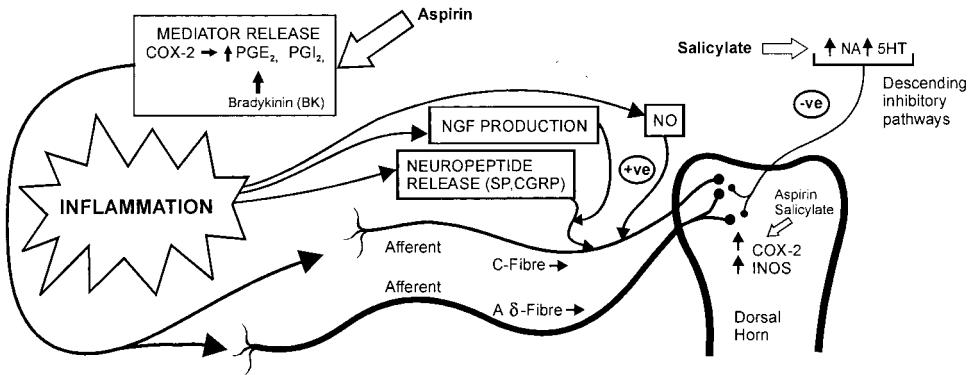 Aspirin
MEDIATOR RELEASE
COX-2 → ↑ PGE₂, PGI₂,
Bradykinin (BK)
Salicylate
↑ NA ↑ 5HT
Descending
inhibitory
pathways
-ve
NGF PRODUCTION
NO
NEUROPEPTIDE
RELEASE (SP,CGRP)
+ve
INFLAMMATION
Aspirin
Salicylate
↑ COX-2
↑ INOS
Afferent
C-Fibre →
Afferent
A δ-Fibre →
Dorsal
Horn